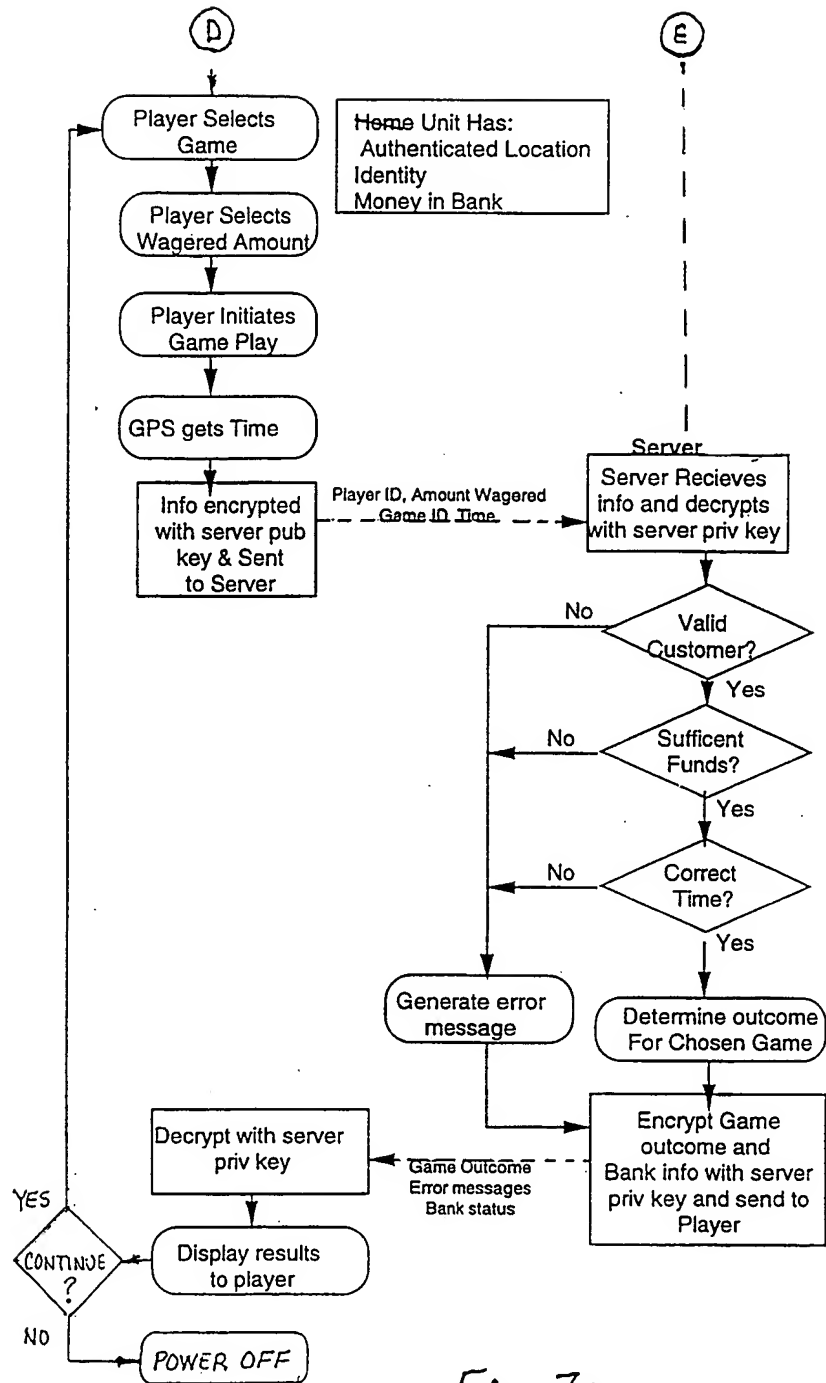 D
E
Player Selects
Game
Home Unit Has:
Authenticated Location
Identity
Money in Bank
Player Selects
Wagered Amount
Player Initiates
Game Play
GPS gets Time
Info encrypted
with server pub
key & Sent
to Server
Player ID, Amount Wagered
Game ID, Time
Server
Server Recieves
info and decrypts
with server priv key
No
Valid
Customer?
Yes
No
Sufficent
Funds?
Yes
No
Correct
Time?
Yes
Generate error
message
Determine outcome
For Chosen Game
Encrypt Game
outcome and
Bank info with server
priv key and send to
Player
Game Outcome
Error messages
Bank status
Decrypt with server
priv key
Display results
to player
YES
CONTINUE
?
NO
POWER OFF